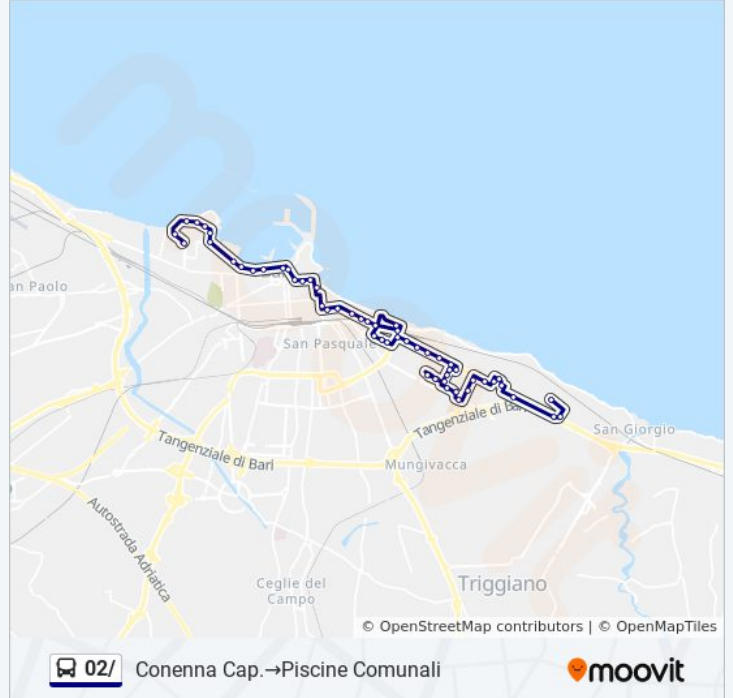 an Paolo
San Pasquale
San Giorgio
Tangenziale di Bari
Tangenziale di Bari
Mungivacca
Autostrada Adriatica
Ceglie del
Campo
Triggiano
© OpenStreetMap contributors | © OpenMapTiles
02/ Conenna Cap.→Piscine Comunali
moovit